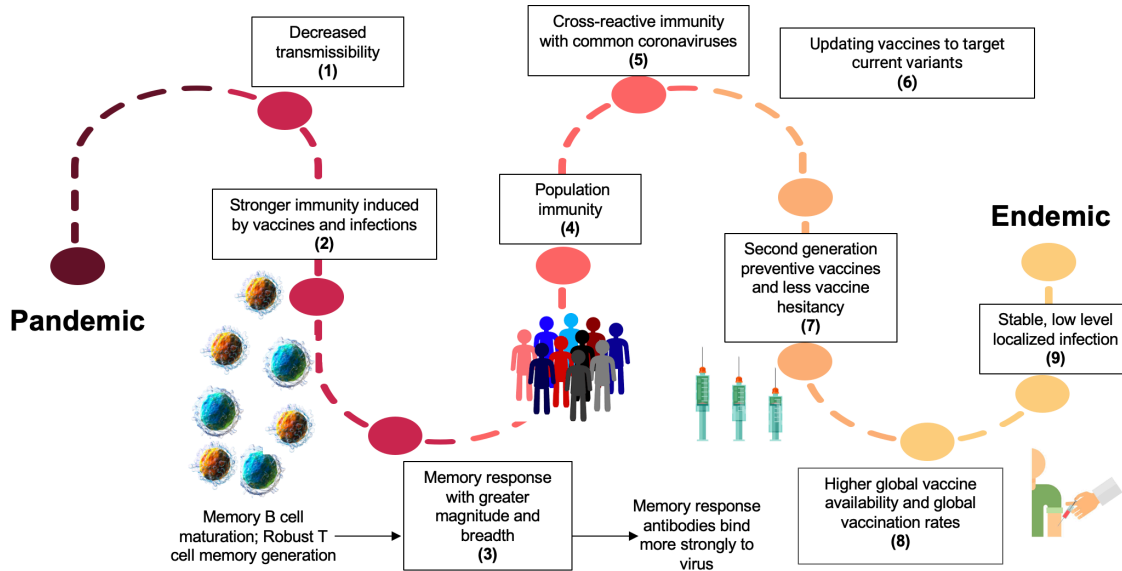 Pandemic
Decreased
transmissibility
(1)
Stronger immunity induced
by vaccines and infections
(2)
Memory B cell
maturation; Robust T
cell memory generation
Memory response
with greater
magnitude and
breadth
(3)
Memory response
antibodies bind
more strongly to
virus
Population
immunity
(4)
Cross-reactive immunity
with common coronaviruses
(5)
Updating vaccines to target
current variants
(6)
Second generation
preventive vaccines
and less vaccine
hesitancy
(7)
Higher global vaccine
availability and global
vaccination rates
(8)
Stable, low level
localized infection
(9)
Endemic